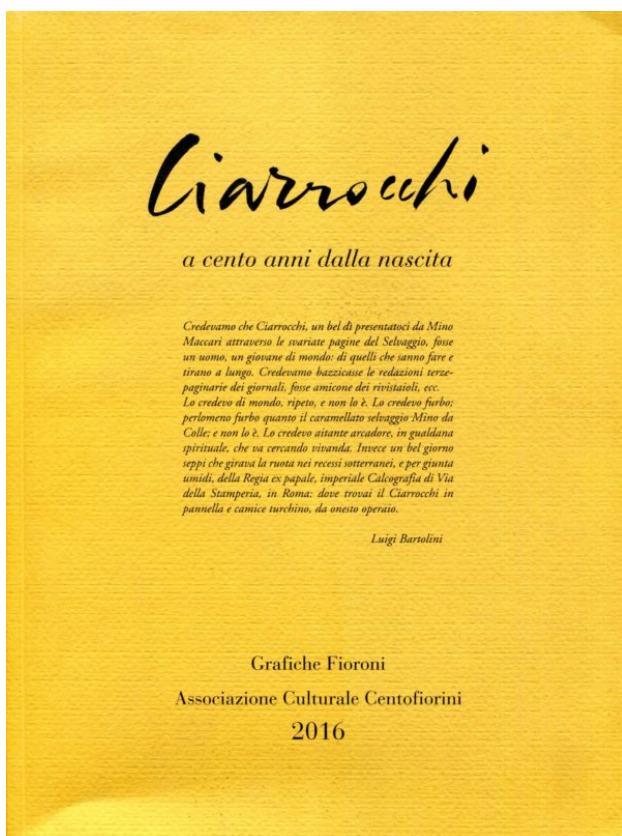 Ciarrocchi
a cento anni dalla nascita
Credevamo che Ciarrocchi, un bel dì presentatoci da Mino
Maccari attraverso le svariate pagine del Selvaggio, fosse
un uomo, un giovane di mondo: di quelli che sanno fare e
tirano a lungo. Credevamo bazzicasse le redazioni terze-
paginarie dei giornali, fosse amicone dei rivistaioli, ecc.
Lo credevo di mondo, ripeto, e non lo è. Lo credevo furbo;
perlomeno furbo quanto il caramellato selvaggio Mino da
Colle; e non lo è. Lo credevo aitante arcadore, in gualdana
spirituale, che va cercando vivanda. Invece un bel giorno
seppi che girava la ruota nei recessi sotterranei, e per giunta
umidi, della Regia ex papale, imperiale Calcografia di Via
della Stamperia, in Roma: dove trovai il Ciarrocchi in
pannella e camice turchino, da onesto operaio.
Luigi Bartolini
Grafiche Fioroni
Associazione Culturale Centofiorini
2016